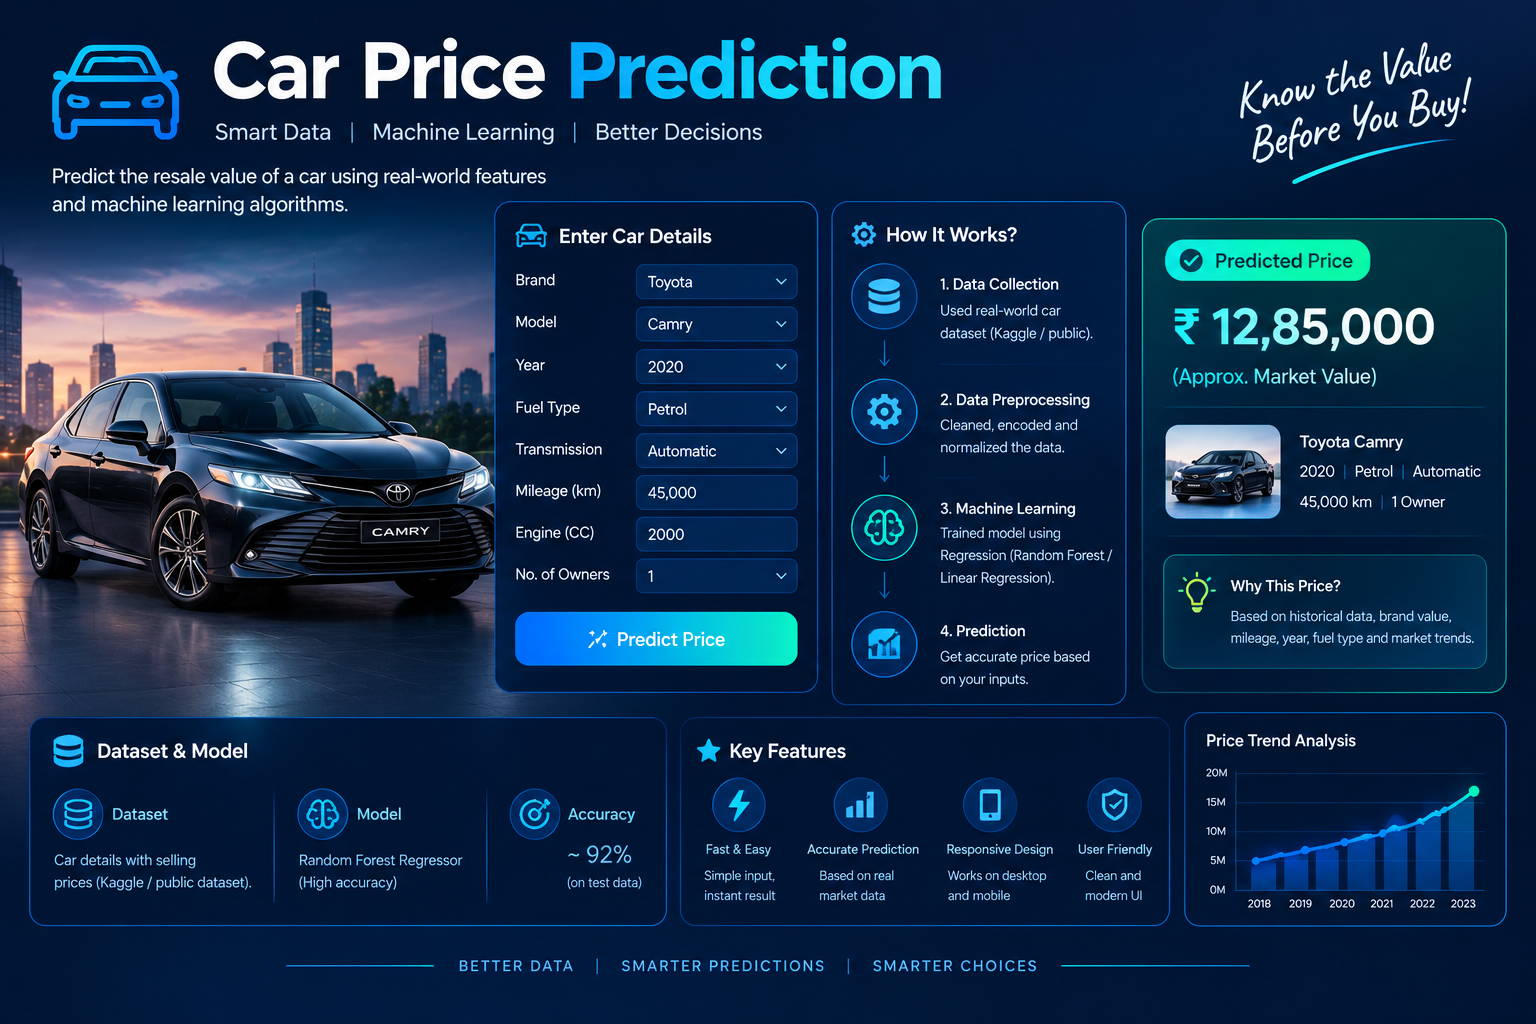 Car Price Prediction
Smart Data | Machine Learning | Better Decisions
Predict the resale value of a car using real-world features
and machine learning algorithms.
Know the Value
Before You Buy!
CAMRY
Enter Car Details
Brand
Toyota
Model
Camry
Year
2020
Fuel Type
Petrol
Transmission
Automatic
Mileage (km)
45,000
Engine (CC)
2000
No. of Owners
1
Predict Price
How It Works?
1. Data Collection
Used real-world car
dataset (Kaggle / public).
2. Data Preprocessing
Cleaned, encoded and
normalized the data.
3. Machine Learning
Trained model using
Regression (Random Forest /
Linear Regression).
4. Prediction
Get accurate price based
on your inputs.
Predicted Price
₹ 12,85,000
(Approx. Market Value)
Toyota Camry
2020 | Petrol | Automatic
45,000 km | 1 Owner
Why This Price?
Based on historical data, brand value,
mileage, year, fuel type and market trends.
Dataset & Model
Dataset
Car details with selling
prices (Kaggle / public dataset).
Model
Random Forest Regressor
(High accuracy)
Accuracy
~ 92%
(on test data)
Key Features
Fast & Easy
Simple input,
instant result
Accurate Prediction
Based on real
market data
Responsive Design
Works on desktop
and mobile
User Friendly
Clean and
modern UI
Price Trend Analysis
20M
15M
10M
5M
0M
2018 2019 2020 2021 2022 2023
BETTER DATA | SMARTER PREDICTIONS | SMARTER CHOICES